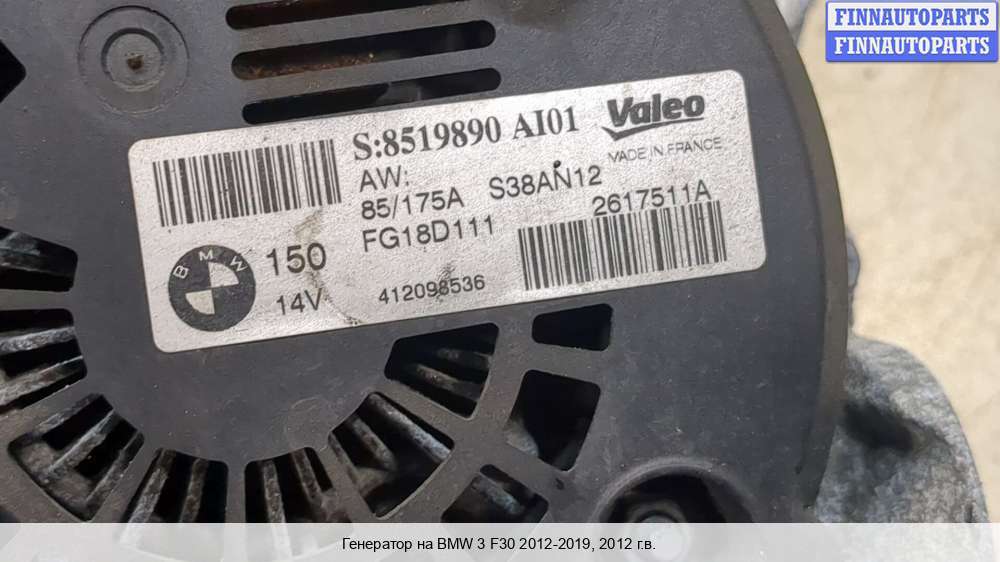 FINNAUTOPARTS
FINNAUTOPARTS
S:8519890 AI01
Valeo
MADE IN FRANCE
AW:
85/175A S38AN12
FG18D111
2617511A
BMW
150
14V
412098536
Генератор на BMW 3 F30 2012-2019, 2012 г.в.